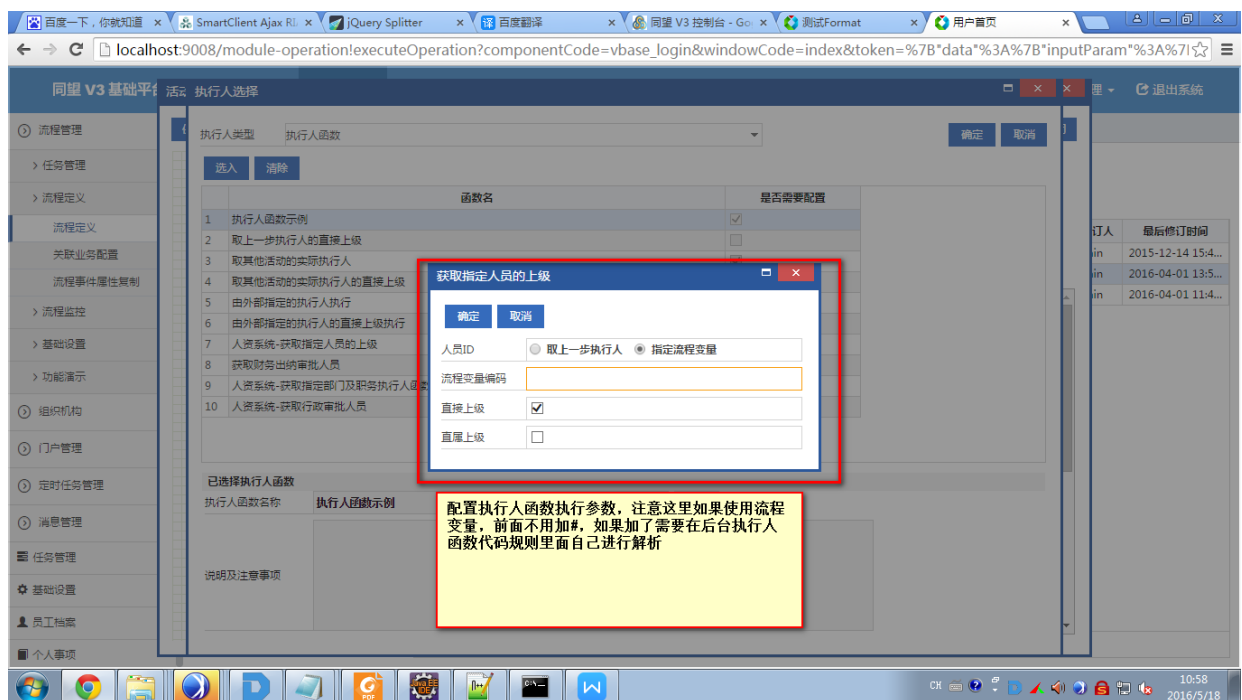 百度一下，你就知道
SmartClient Ajax RI
jQuery Splitter
百度翻译
同望 V3 控制台 - Go
测试Format
用户首页
localhost:9008/module-operation!executeOperation?componentCode=vbase_login&windowCode=index&token=%7B"data"%3A%7B"inputParam"%3A%7I
同望 V3 基础平台
执行人选择
理
退出系统
流程管理
任务管理
流程定义
流程定义
关联业务配置
流程事件属性复制
流程监控
基础设置
功能演示
组织机构
门户管理
定时任务管理
消息管理
任务管理
基础设置
员工档案
个人事项
执行人类型 执行人函数
确定 取消
选入 清除
函数名 是否需要配置
1 执行人函数示例
2 取上一步执行人的直接上级
3 取其他活动的实际执行人
4 取其他活动的实际执行人的直接上级
5 由外部指定的执行人执行
6 由外部指定的执行人的直接上级执行
7 人资系统-获取指定人员的上级
8 获取财务出纳审批人员
9 人资系统-获取指定部门及职务执行人函数
10 人资系统-获取行政审批人员
订人 最后修订时间
in 2015-12-14 15:4...
in 2016-04-01 13:5...
in 2016-04-01 11:4...
获取指定人员的上级
确定 取消
人员ID 取上一步执行人 指定流程变量
流程变量编码
直接上级
直属上级
已选择执行人函数
执行人函数名称 执行人函数示例
说明及注意事项
配置执行人函数执行参数，注意这里如果使用流程
变量，前面不用加#，如果加了需要在后台执行人
函数代码规则里面自己进行解析
CH
10:58
2016/5/18